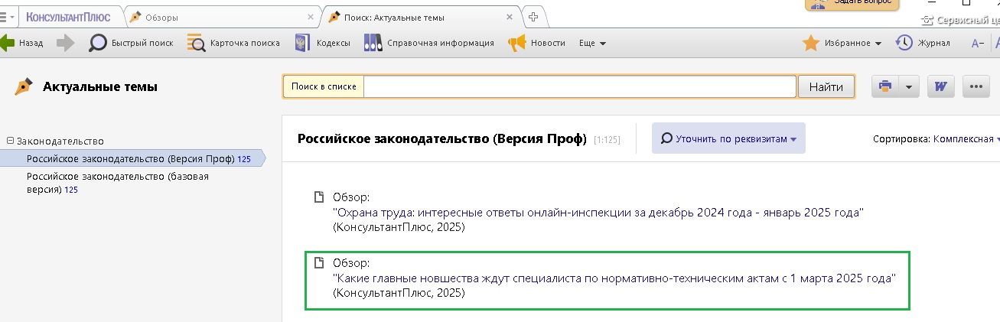 Задать вопрос
КонсультантПлюс
Обзоры
Поиск: Актуальные темы
Сервисный
Назад
Быстрый поиск
Карточка поиска
Кодексы
Справочная информация
Новости
Еще
Избранное
Журнал
А−
Актуальные темы
Поиск в списке
Найти
W
Законодательство
Российское законодательство (Версия Проф) 125
Российское законодательство (базовая
версия) 125
Российское законодательство (Версия Проф) [1:125]
Уточнить по реквизитам
Сортировка: Комплексная
Обзор:
"Охрана труда: интересные ответы онлайн-инспекции за декабрь 2024 года - январь 2025 года"
(КонсультантПлюс, 2025)
Обзор:
"Какие главные новшества ждут специалиста по нормативно-техническим актам с 1 марта 2025 года"
(КонсультантПлюс, 2025)